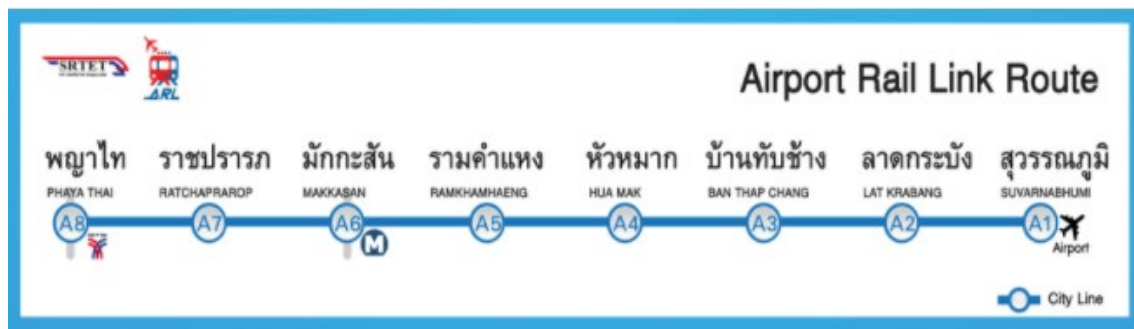 SRTET
ARL
Airport Rail Link Route
พญาไท ราชปรารภ มักกะสัน รามคำแหง หัวหมาก บ้านทับช้าง ลาดกระบัง สุวรรณภูมิ
PHAYA THAI RATCHAPRAROP MAKKASAN RAMKHAMHAENG HUA MAK BAN THAP CHANG LAT KRABANG SUVARNABHUMI
A8 A7 A6 A5 A4 A3 A2 A1
M
Airport
City Line